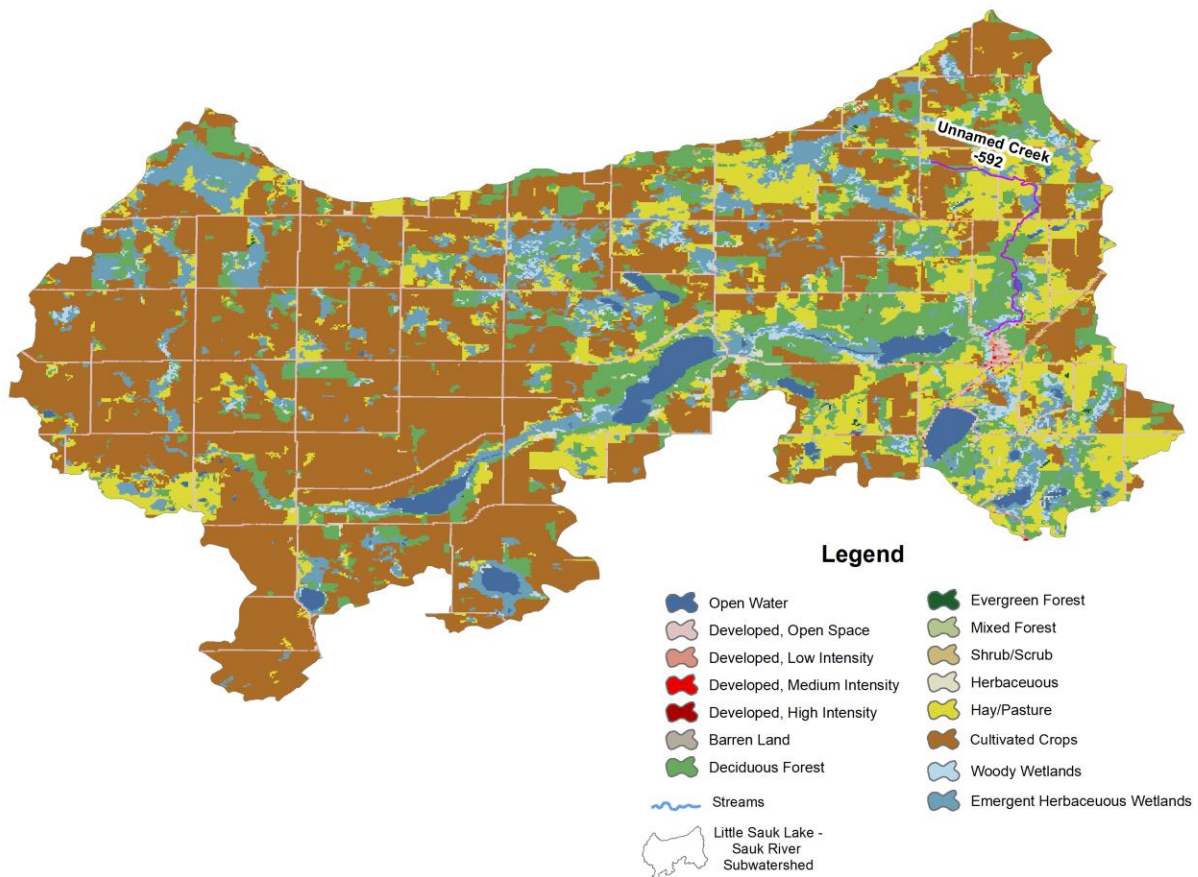 Unnamed Creek
-592
Legend
Open Water
Developed, Open Space
Developed, Low Intensity
Developed, Medium Intensity
Developed, High Intensity
Barren Land
Deciduous Forest
Streams
Little Sauk Lake -
Sauk River
Subwatershed
Evergreen Forest
Mixed Forest
Shrub/Scrub
Herbaceuous
Hay/Pasture
Cultivated Crops
Woody Wetlands
Emergent Herbaceuous Wetlands